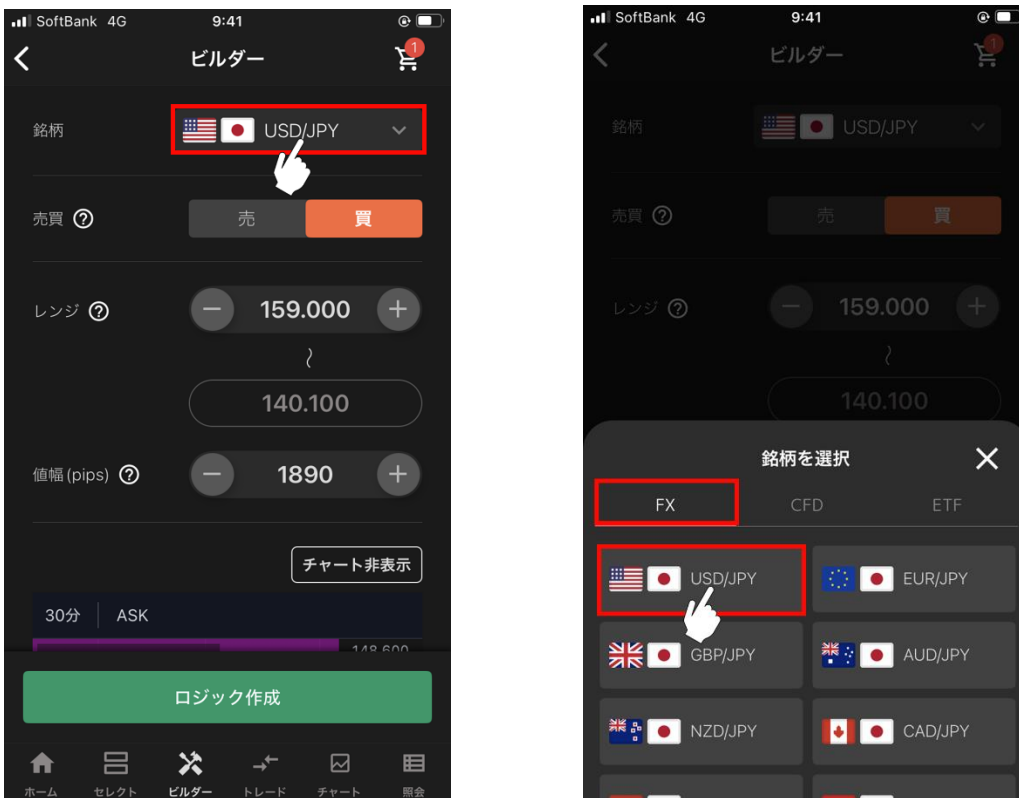 SoftBank 4G 9:41
ビルダー 1
銘柄 USD/JPY
売買 ? 売 買
レンジ ? − 159.000 +
~
140.100
値幅(pips) ? − 1890 +
チャート非表示
30分 ASK
148.600
ロジック作成
ホーム セレクト ビルダー トレード チャート 照会
SoftBank 4G 9:41
ビルダー 1
銘柄 USD/JPY
売買 ? 売 買
レンジ ? − 159.000 +
~
140.100
銘柄を選択
FX CFD ETF
USD/JPY EUR/JPY
GBP/JPY AUD/JPY
NZD/JPY CAD/JPY